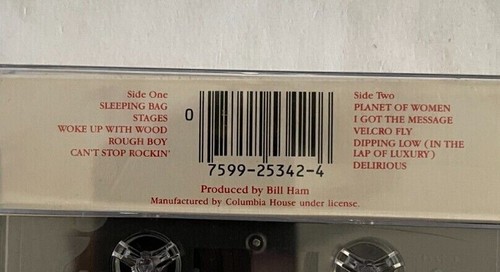 Side One
SLEEPING BAG
STAGES
WOKE UP WITH WOOD
ROUGH BOY
CAN'T STOP ROCKIN'
0
7599-25342-4
Side Two
PLANET OF WOMEN
I GOT THE MESSAGE
VELCRO FLY
DIPPING LOW (IN THE
LAP OF LUXURY)
DELIRIOUS
Produced by Bill Ham
Manufactured by Columbia House under license.